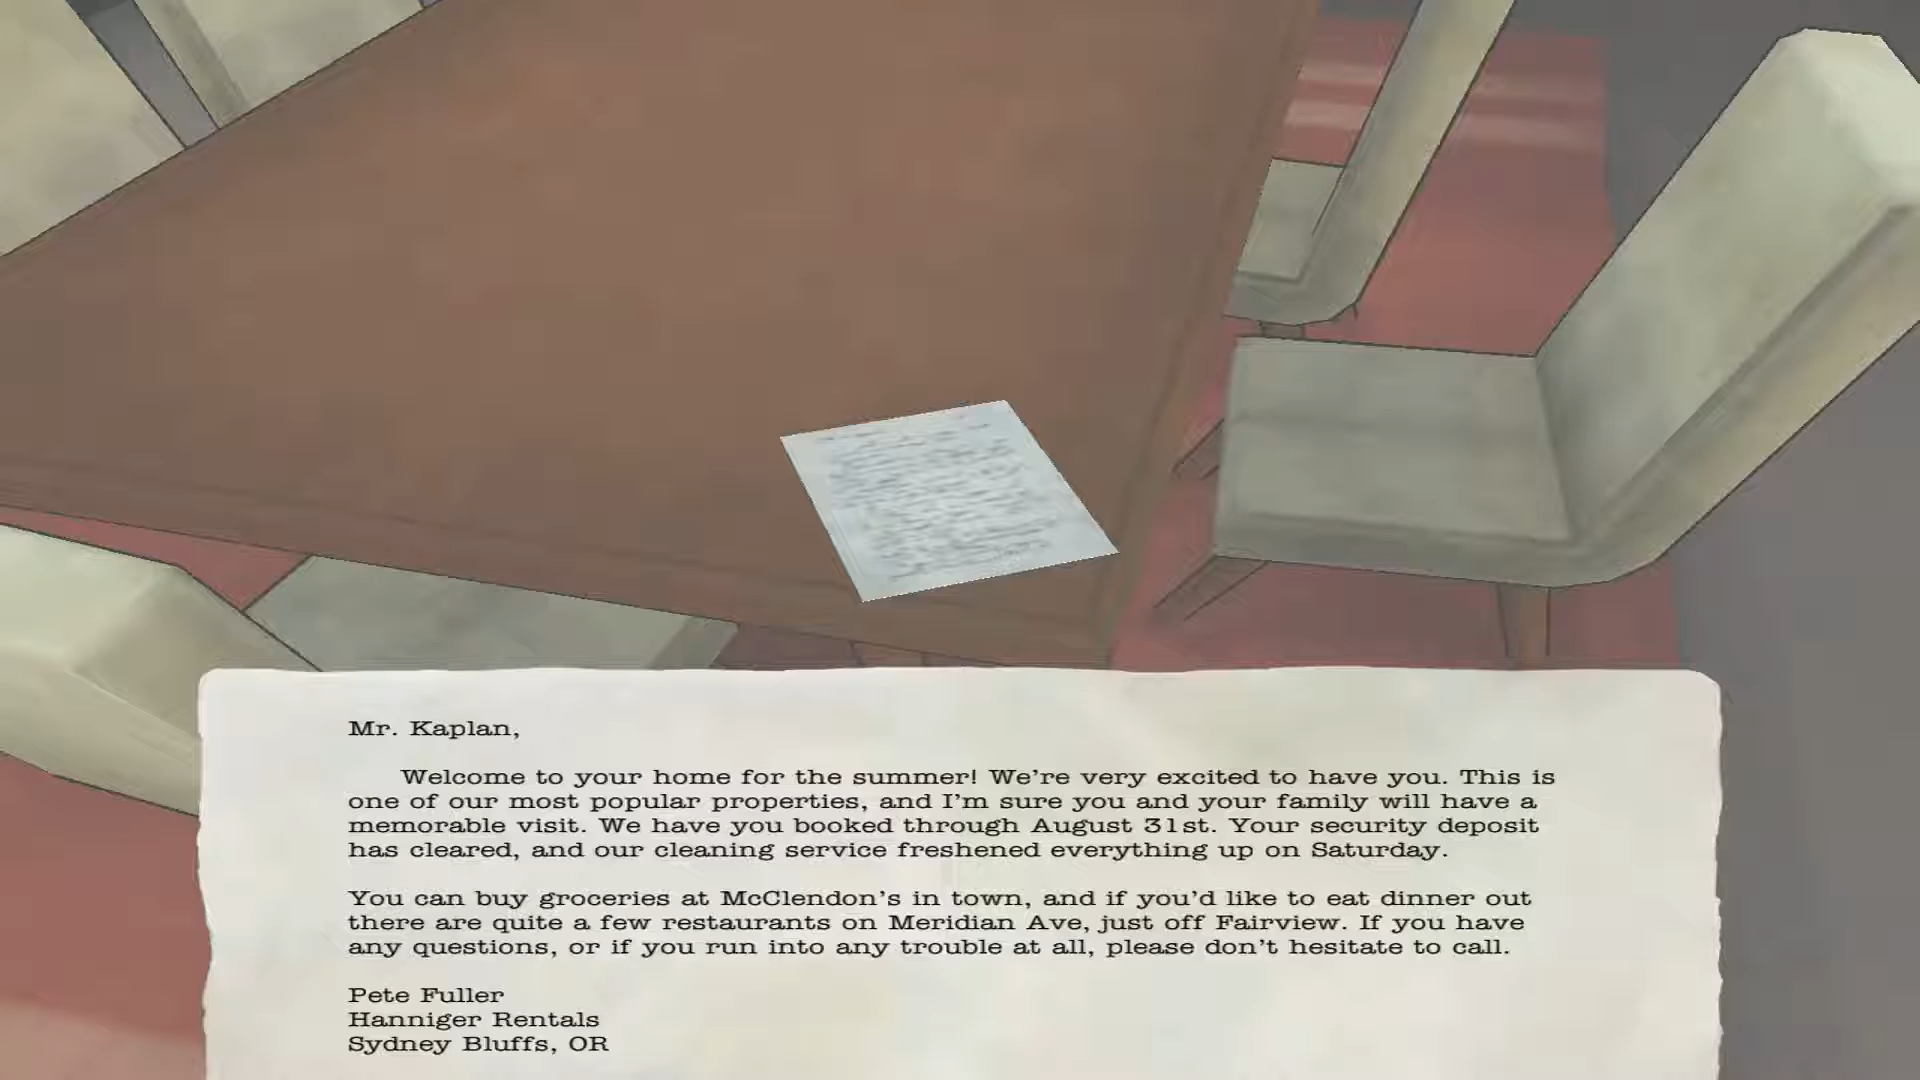 Mr. Kaplan,
Welcome to your home for the summer! We're very excited to have you. This is
one of our most popular properties, and I'm sure you and your family will have a
memorable visit. We have you booked through August 31st. Your security deposit
has cleared, and our cleaning service freshened everything up on Saturday.
You can buy groceries at McClendon's in town, and if you'd like to eat dinner out
there are quite a few restaurants on Meridian Ave, just off Fairview. If you have
any questions, or if you run into any trouble at all, please don't hesitate to call.
Pete Fuller
Hanniger Rentals
Sydney Bluffs, OR